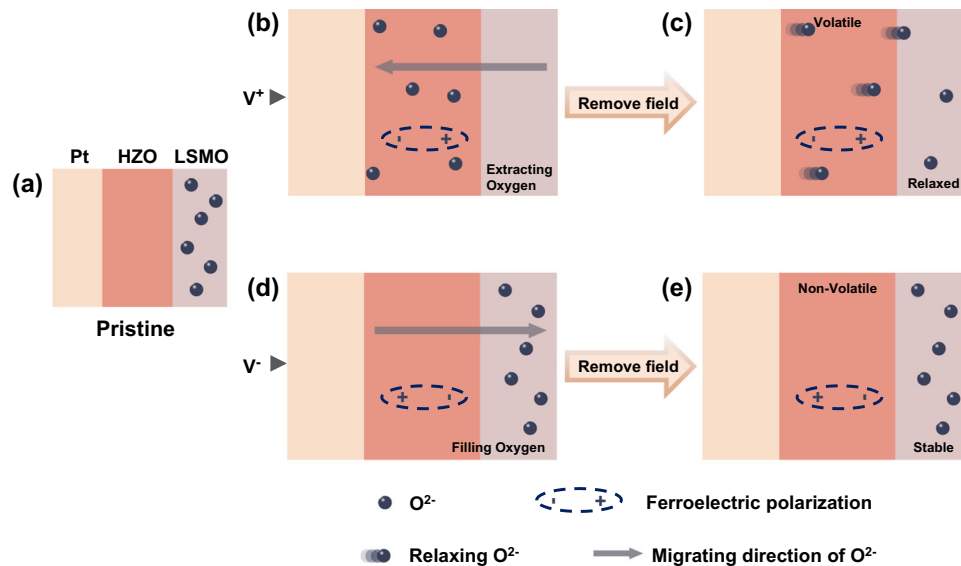 (a)
Pt HZO LSMO
Pristine
(b)
V⁺
- +
Extracting
Oxygen
Remove field
(c)
Volatile
- +
Relaxed
(d)
V⁻
+ -
Filling Oxygen
Remove field
(e)
Non-Volatile
+ -
Stable
O²⁻
- + Ferroelectric polarization
Relaxing O²⁻
Migrating direction of O²⁻